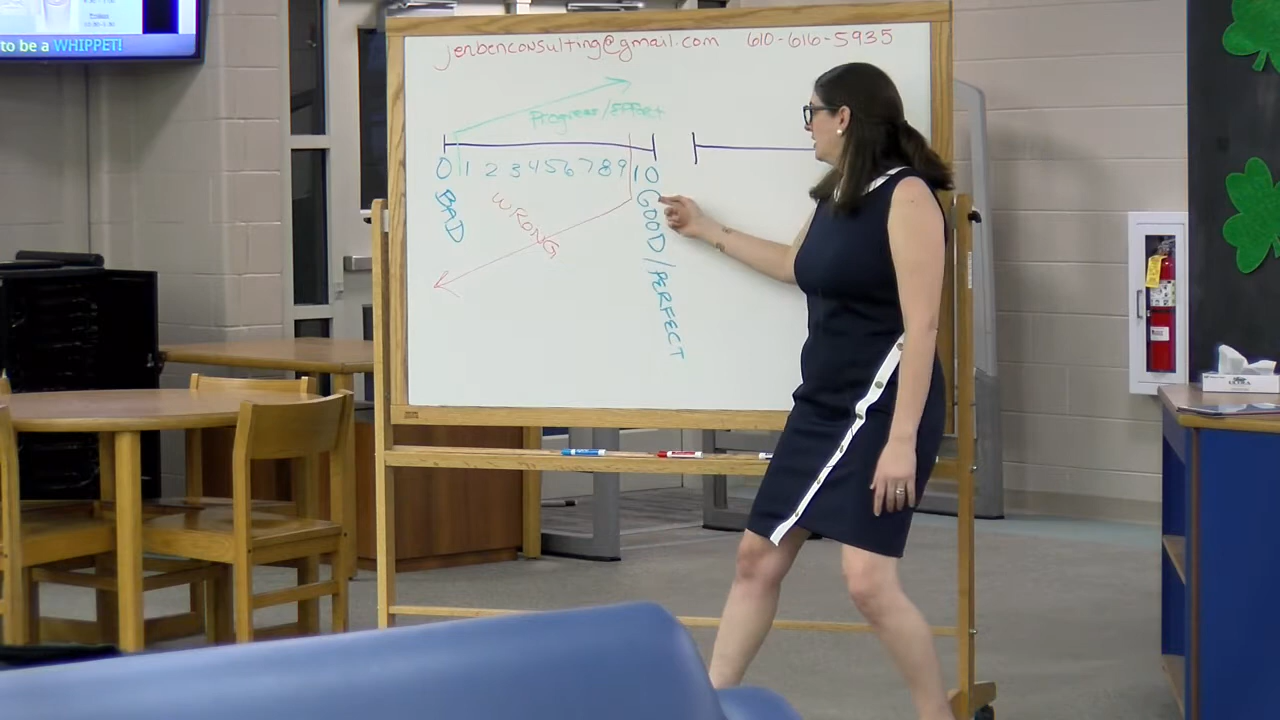 to be a WHIPPET!
jenbenconsulting@gmail.com 610-616-5935
Progress/Effort
0 1 2 3 4 5 6 7 8 9 10
BAD
WRONG
GOOD/PERFECT